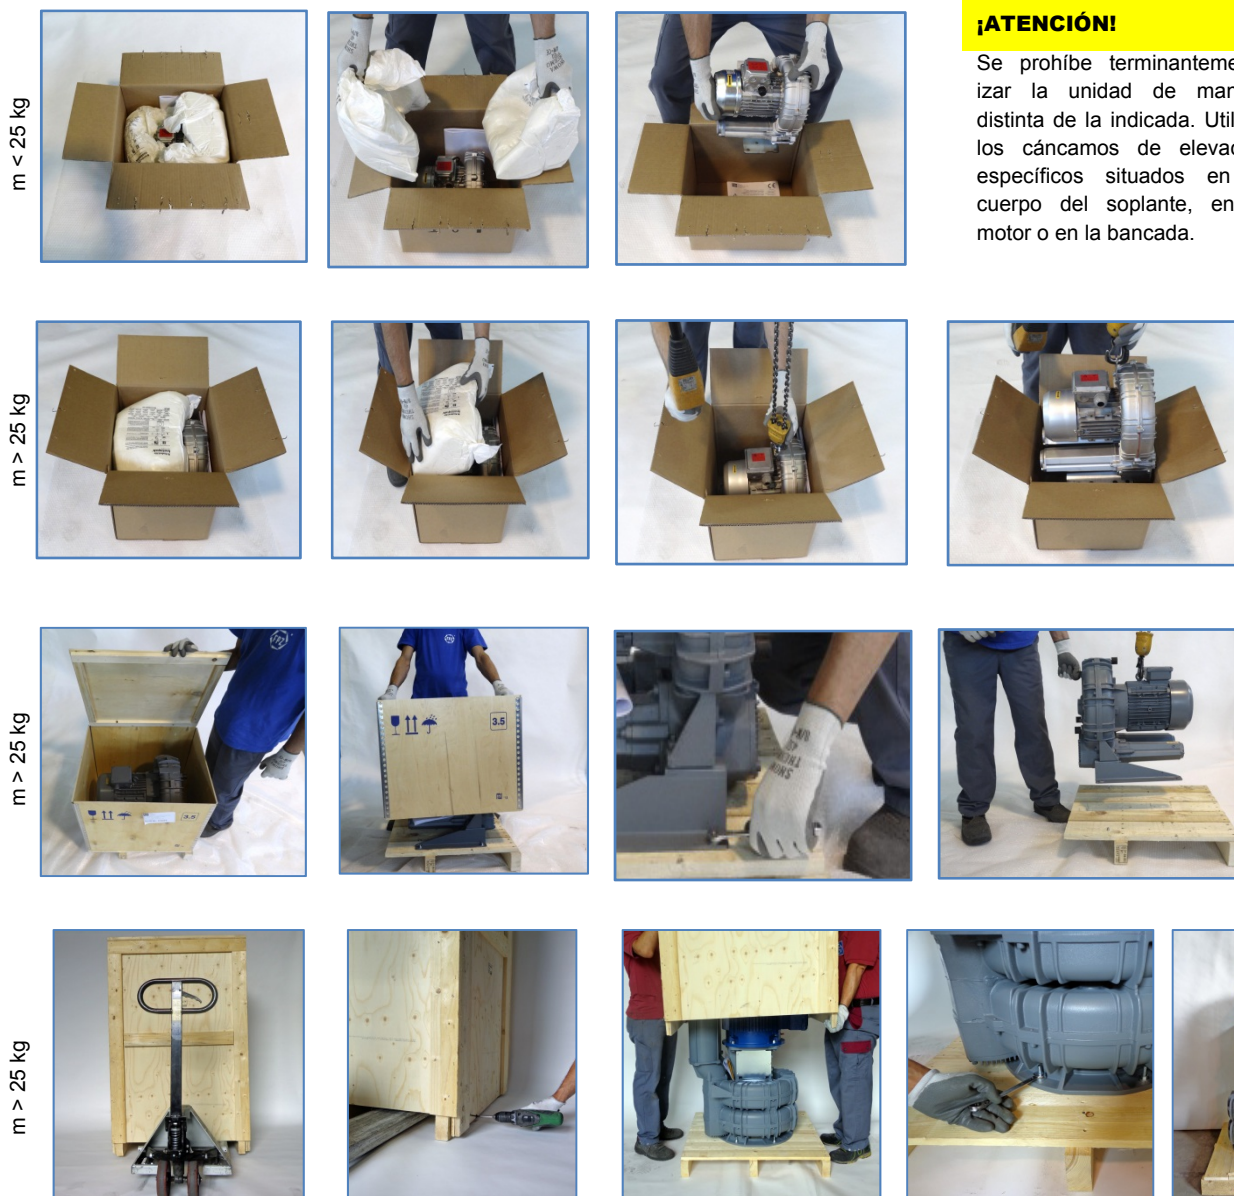 ¡ATENCIÓN!
Se prohíbe terminanteme
izar la unidad de mar
distinta de la indicada. Util
los cáncamos de elevac
específicos situados en
cuerpo del soplante, en
motor o en la bancada.
m < 25 kg
m > 25 kg
m > 25 kg
3.5
3.5
m > 25 kg